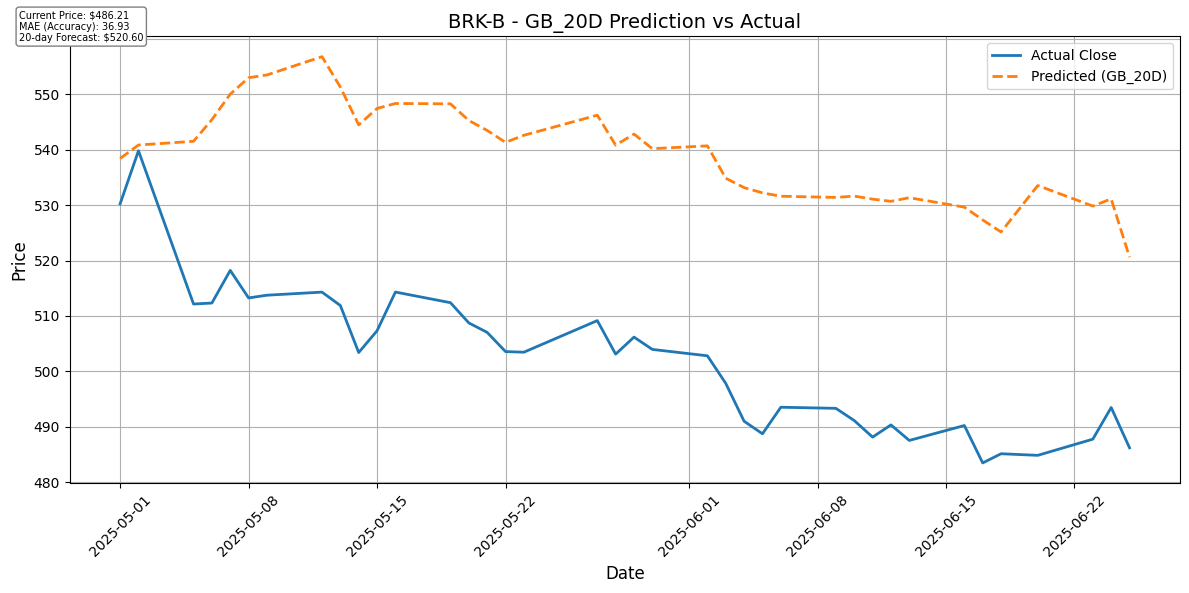 Current Price: $486.21
MAE (Accuracy): 36.93
20-day Forecast: $520.60
BRK-B - GB_20D Prediction vs Actual
Actual Close
Predicted (GB_20D)
Price
550
540
530
520
510
500
490
480
2025-05-01
2025-05-08
2025-05-15
2025-05-22
2025-06-01
2025-06-08
2025-06-15
2025-06-22
Date